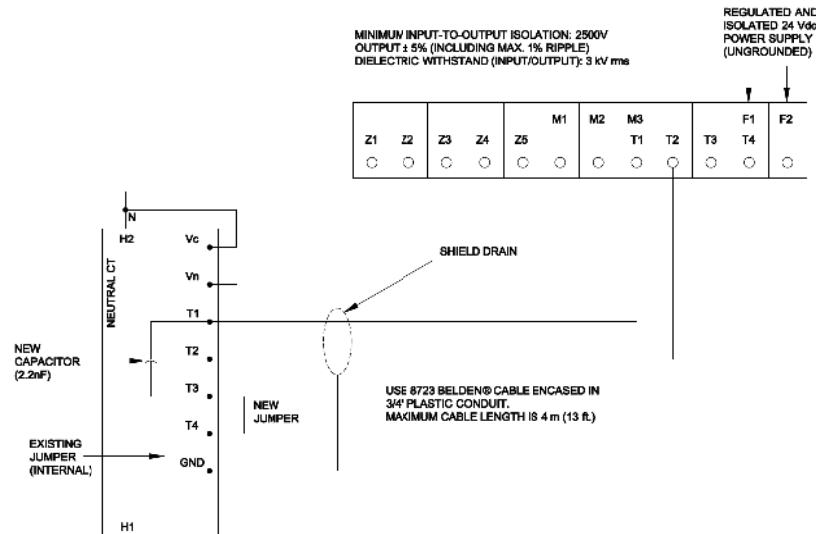 REGULATED AND
ISOLATED 24 Vdc
POWER SUPPLY
(UNGROUNDED)
MINIMUM INPUT-TO-OUTPUT ISOLATION: 2500V
OUTPUT ± 5% (INCLUDING MAX. 1% RIPPLE)
DIELECTRIC WITHSTAND (INPUT/OUTPUT): 3 kV rms
M1 M2 M3 F1 F2
Z1 Z2 Z3 Z4 Z5 T1 T2 T3 T4
N
H2
Vc
NEUTRAL CT
Vn
SHIELD DRAIN
T1
NEW
CAPACITOR
(2.2nF)
T2
T3
USE 8723 BELDEN® CABLE ENCASED IN
3/4" PLASTIC CONDUIT.
MAXIMUM CABLE LENGTH IS 4 m (13 ft.)
NEW
JUMPER
T4
EXISTING
JUMPER
(INTERNAL)
GND
H1